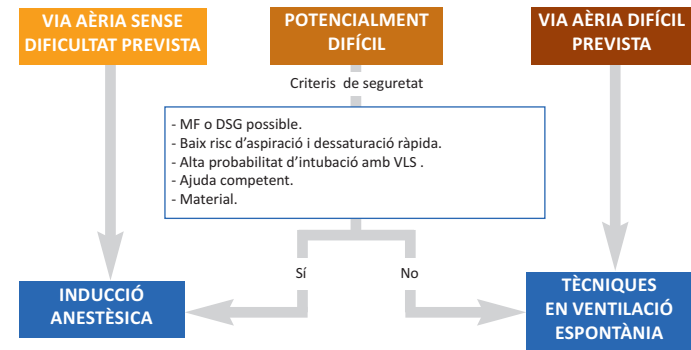 VIA AÈRIA SENSE
DIFICULTAT PREVISTA
POTENCIALMENT
DIFÍCIL
VIA AÈRIA DIFÍCIL
PREVISTA
Criteris de seguretat
- MF o DSG possible.
- Baix risc d'aspiració i dessaturació ràpida.
- Alta probabilitat d'intubació amb VLS .
- Ajuda competent.
- Material.
Sí
No
INDUCCIÓ
ANESTÈSICA
TÈCNIQUES
EN VENTILACIÓ
ESPONTÀNIA